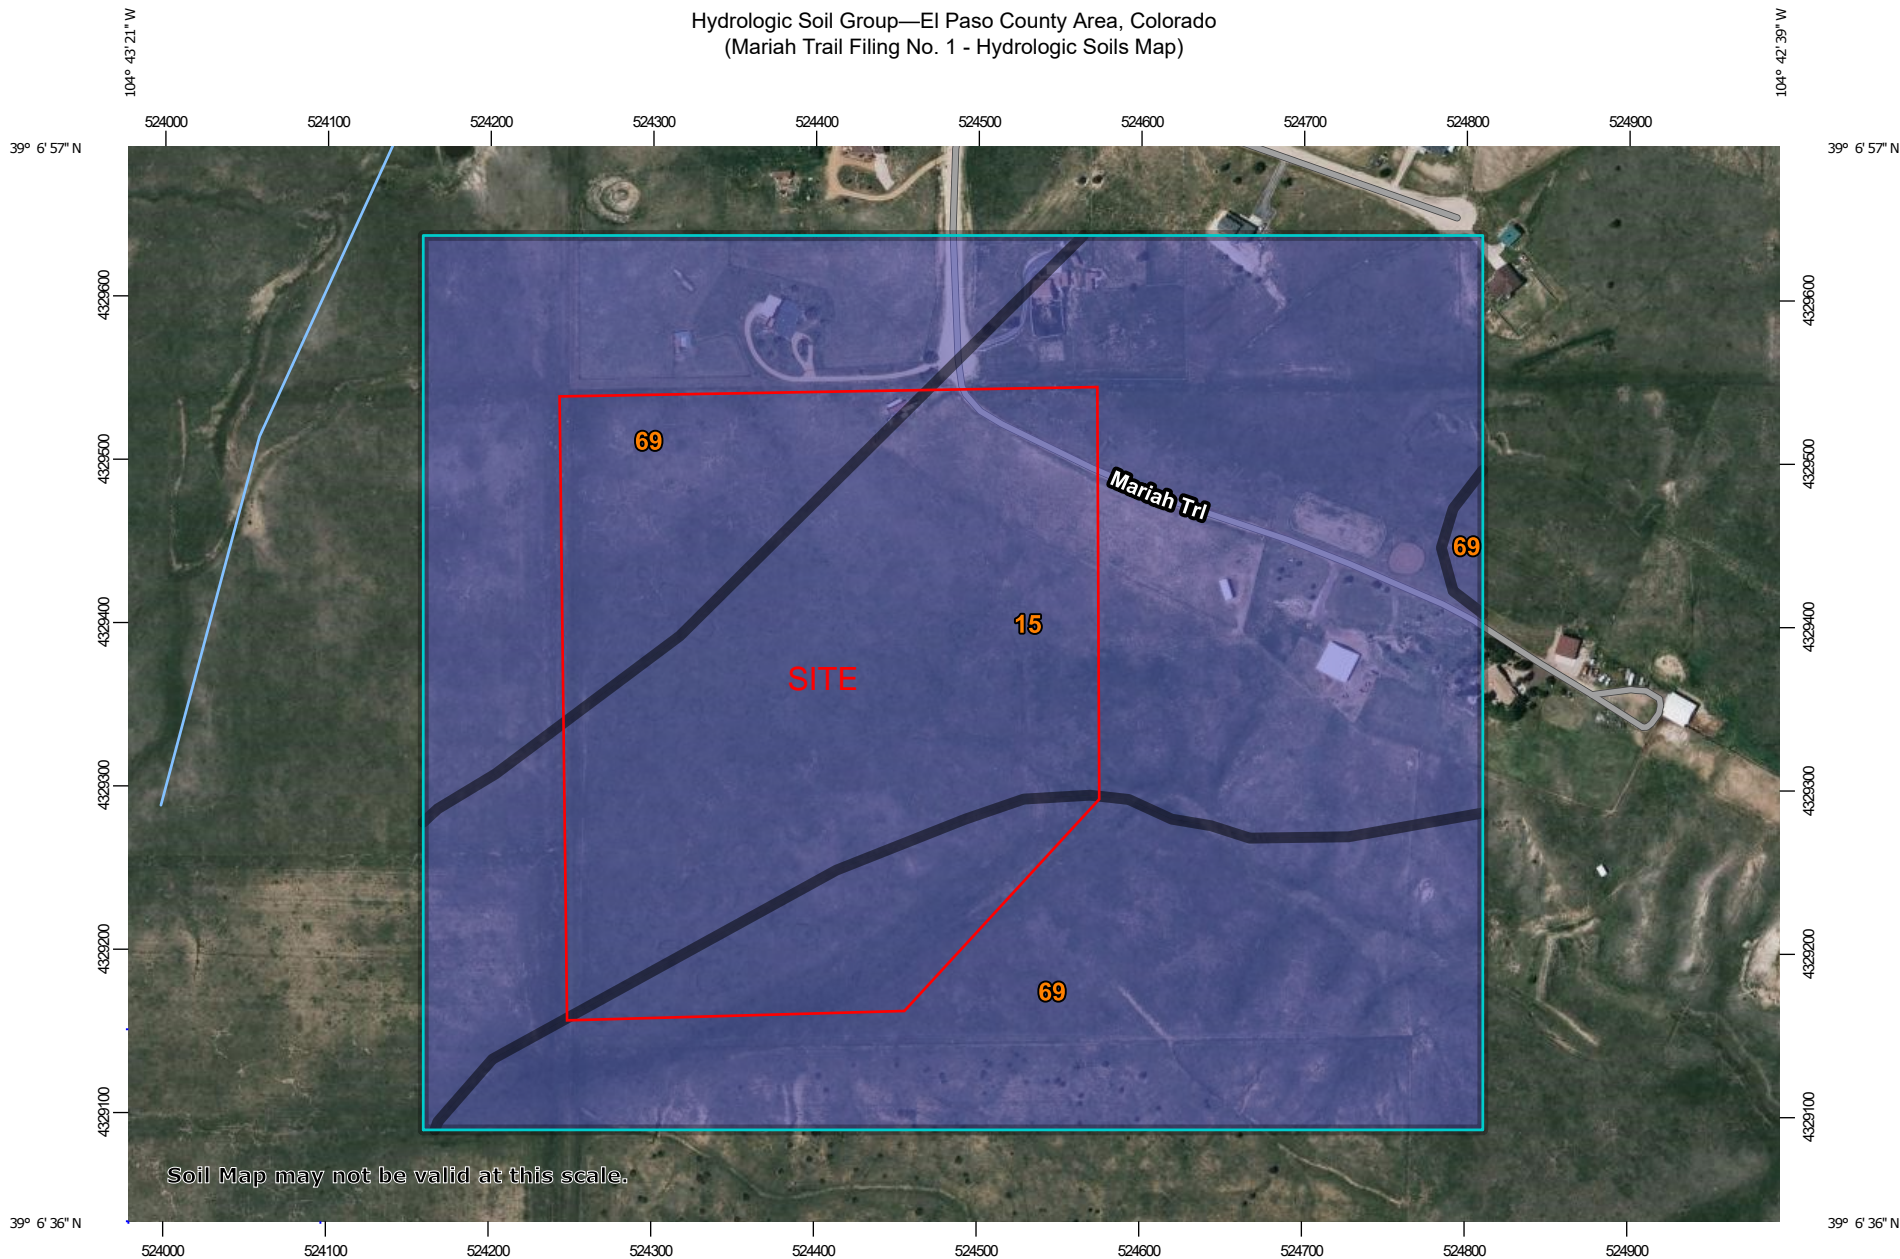 Hydrologic Soil Group—El Paso County Area, Colorado
(Mariah Trail Filing No. 1 - Hydrologic Soils Map)
104° 43' 21" W
104° 42' 39" W
524000 524100 524200 524300 524400 524500 524600 524700 524800 524900
39° 6' 57" N
39° 6' 57" N
4329600
4329600
69
4329500
4329500
Mariah Trl
69
4329400
15
4329400
SITE
4329300
4329300
4329200
4329200
69
4329100
4329100
Soil Map may not be valid at this scale.
39° 6' 36" N
39° 6' 36" N
524000 524100 524200 524300 524400 524500 524600 524700 524800 524900